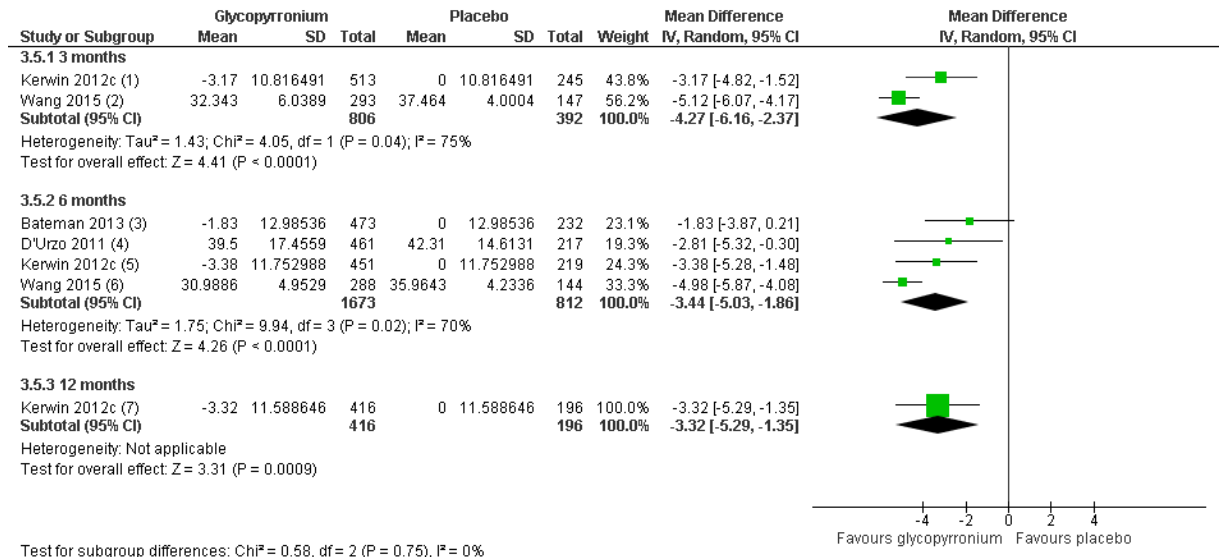 Glycopyrronium Placebo Mean Difference Mean Difference
Study or Subgroup Mean SD Total Mean SD Total Weight IV, Random, 95% CI IV, Random, 95% CI
3.5.1 3 months
Kerwin 2012c (1) -3.17 10.816491 513 0 10.816491 245 43.8% -3.17 [-4.82, -1.52]
Wang 2015 (2) 32.343 6.0389 293 37.464 4.0004 147 56.2% -5.12 [-6.07, -4.17]
Subtotal (95% CI) 806 392 100.0% -4.27 [-6.16, -2.37]
Heterogeneity: Tau² = 1.43; Chi² = 4.05, df = 1 (P = 0.04); I² = 75%
Test for overall effect: Z = 4.41 (P < 0.0001)
3.5.2 6 months
Bateman 2013 (3) -1.83 12.98536 473 0 12.98536 232 23.1% -1.83 [-3.87, 0.21]
D'Urzo 2011 (4) 39.5 17.4559 461 42.31 14.6131 217 19.3% -2.81 [-5.32, -0.30]
Kerwin 2012c (5) -3.38 11.752988 451 0 11.752988 219 24.3% -3.38 [-5.28, -1.48]
Wang 2015 (6) 30.9886 4.9529 288 35.9643 4.2336 144 33.3% -4.98 [-5.87, -4.08]
Subtotal (95% CI) 1673 812 100.0% -3.44 [-5.03, -1.86]
Heterogeneity: Tau² = 1.75; Chi² = 9.94, df = 3 (P = 0.02); I² = 70%
Test for overall effect: Z = 4.26 (P < 0.0001)
3.5.3 12 months
Kerwin 2012c (7) -3.32 11.588646 416 0 11.588646 196 100.0% -3.32 [-5.29, -1.35]
Subtotal (95% CI) 416 196 100.0% -3.32 [-5.29, -1.35]
Heterogeneity: Not applicable
Test for overall effect: Z = 3.31 (P = 0.0009)
-4 -2 0 2 4
Favours glycopyrronium Favours placebo
Test for subgroup differences: Chi² = 0.58, df = 2 (P = 0.75), I² = 0%